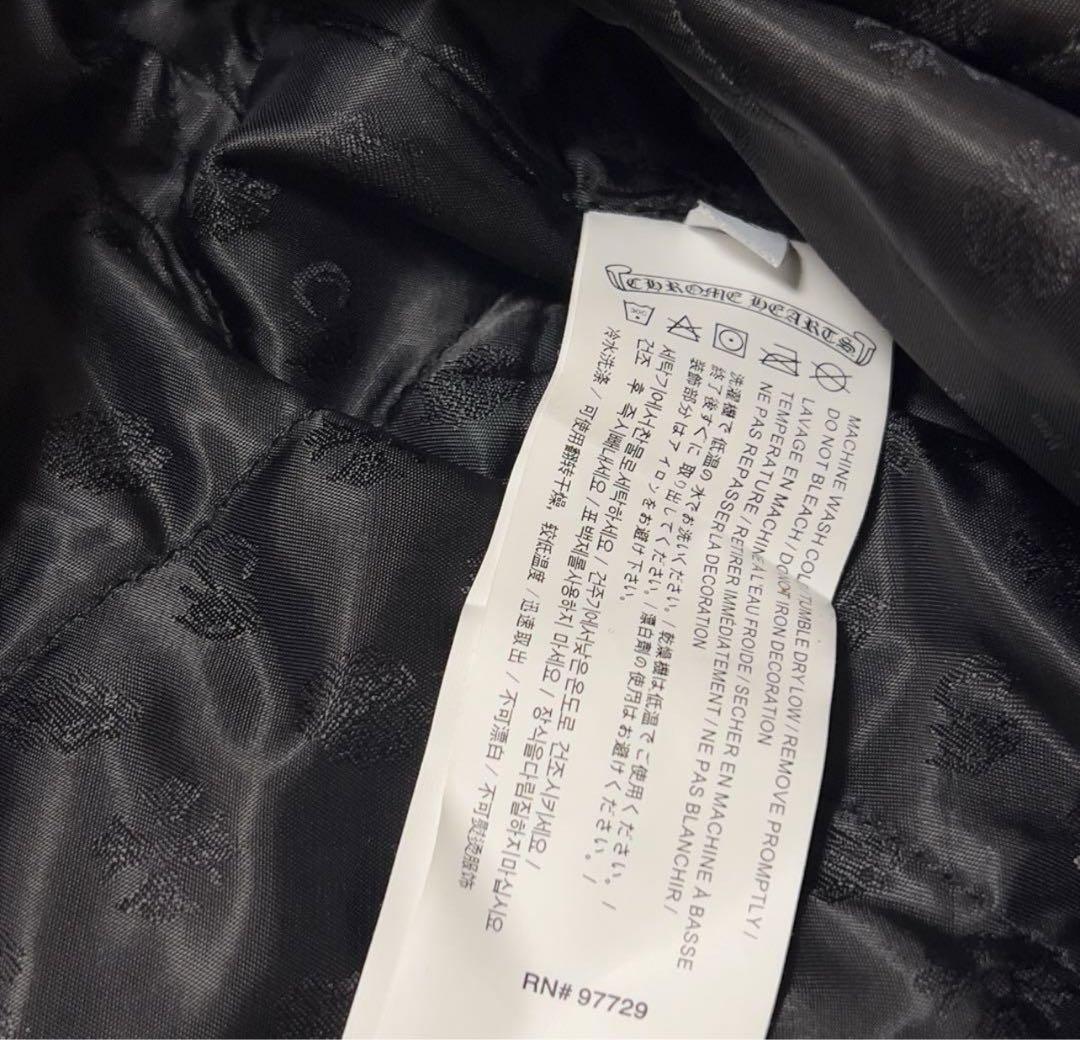 CHROME HEARTS
MACHINE WASH COLD/TUMBLE DRY LOW/REMOVE PROMPTLY/
DO NOT BLEACH/DO NOT IRON DECORATION
LAVAGE EN MACHINE A L'EAU FROIDE/SECHER EN MACHINE À BASSE
TEMPERATURE/RETIRER IMMÉDIATEMENT/NE PAS BLANCHIR/
NE PAS REPASSER LA DECORATION
洗濯機で低温の水でお洗いください。/乾燥機は低温でご使用ください。/
終了後すぐに取り出してください/漂白劑の使用はお避けください。/
装飾部分はアイロンをお避け下さい。
세탁기에서찬물로세탁하세요/건주기에서낮은온도로 건조시키세요/
건조 후 즉시빼내세요/표백제를사용하지 마세요/장식을다림질하지마십시요
冷水洗涤/可使用翻转干燥,较低温度/迅速取出/不可漂白/不可熨烫服饰
RN# 97729